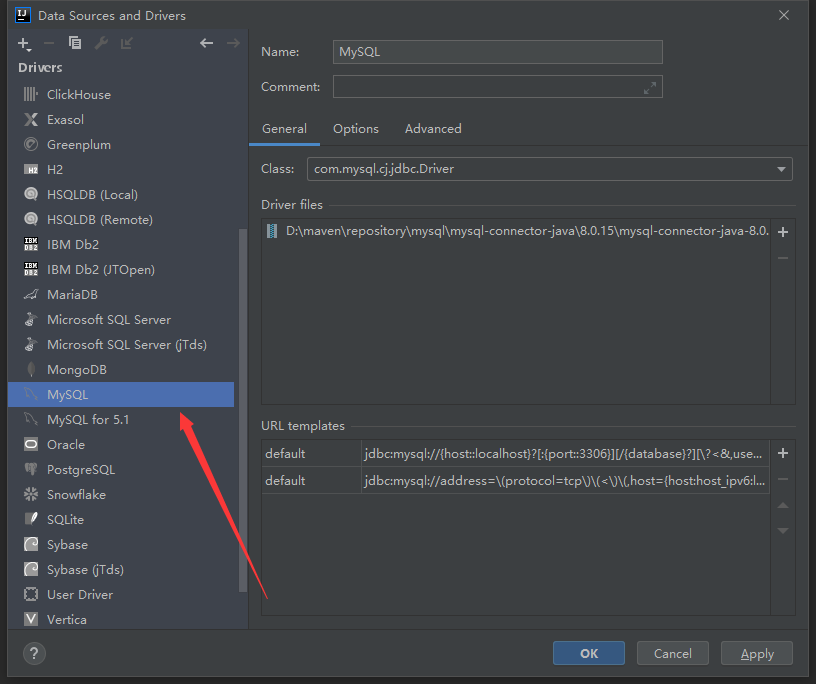 Data Sources and Drivers
Drivers
ClickHouse
Exasol
Greenplum
H2
HSQLDB (Local)
HSQLDB (Remote)
IBM Db2
IBM Db2 (JTOpen)
MariaDB
Microsoft SQL Server
Microsoft SQL Server (jTds)
MongoDB
MySQL
MySQL for 5.1
Oracle
PostgreSQL
Snowflake
SQLite
Sybase
Sybase (jTds)
User Driver
Vertica
Name: MySQL
Comment:
General Options Advanced
Class: com.mysql.cj.jdbc.Driver
Driver files
D:\maven\repository\mysql\mysql-connector-java\8.0.15\mysql-connector-java-8.0.
URL templates
default jdbc:mysql://{host::localhost}?[:{port::3306}][/{database}?][\?<&,use...
default jdbc:mysql://address=\(protocol=tcp\)\(<\)\(,host={host:host_ipv6:l...
? OK Cancel Apply